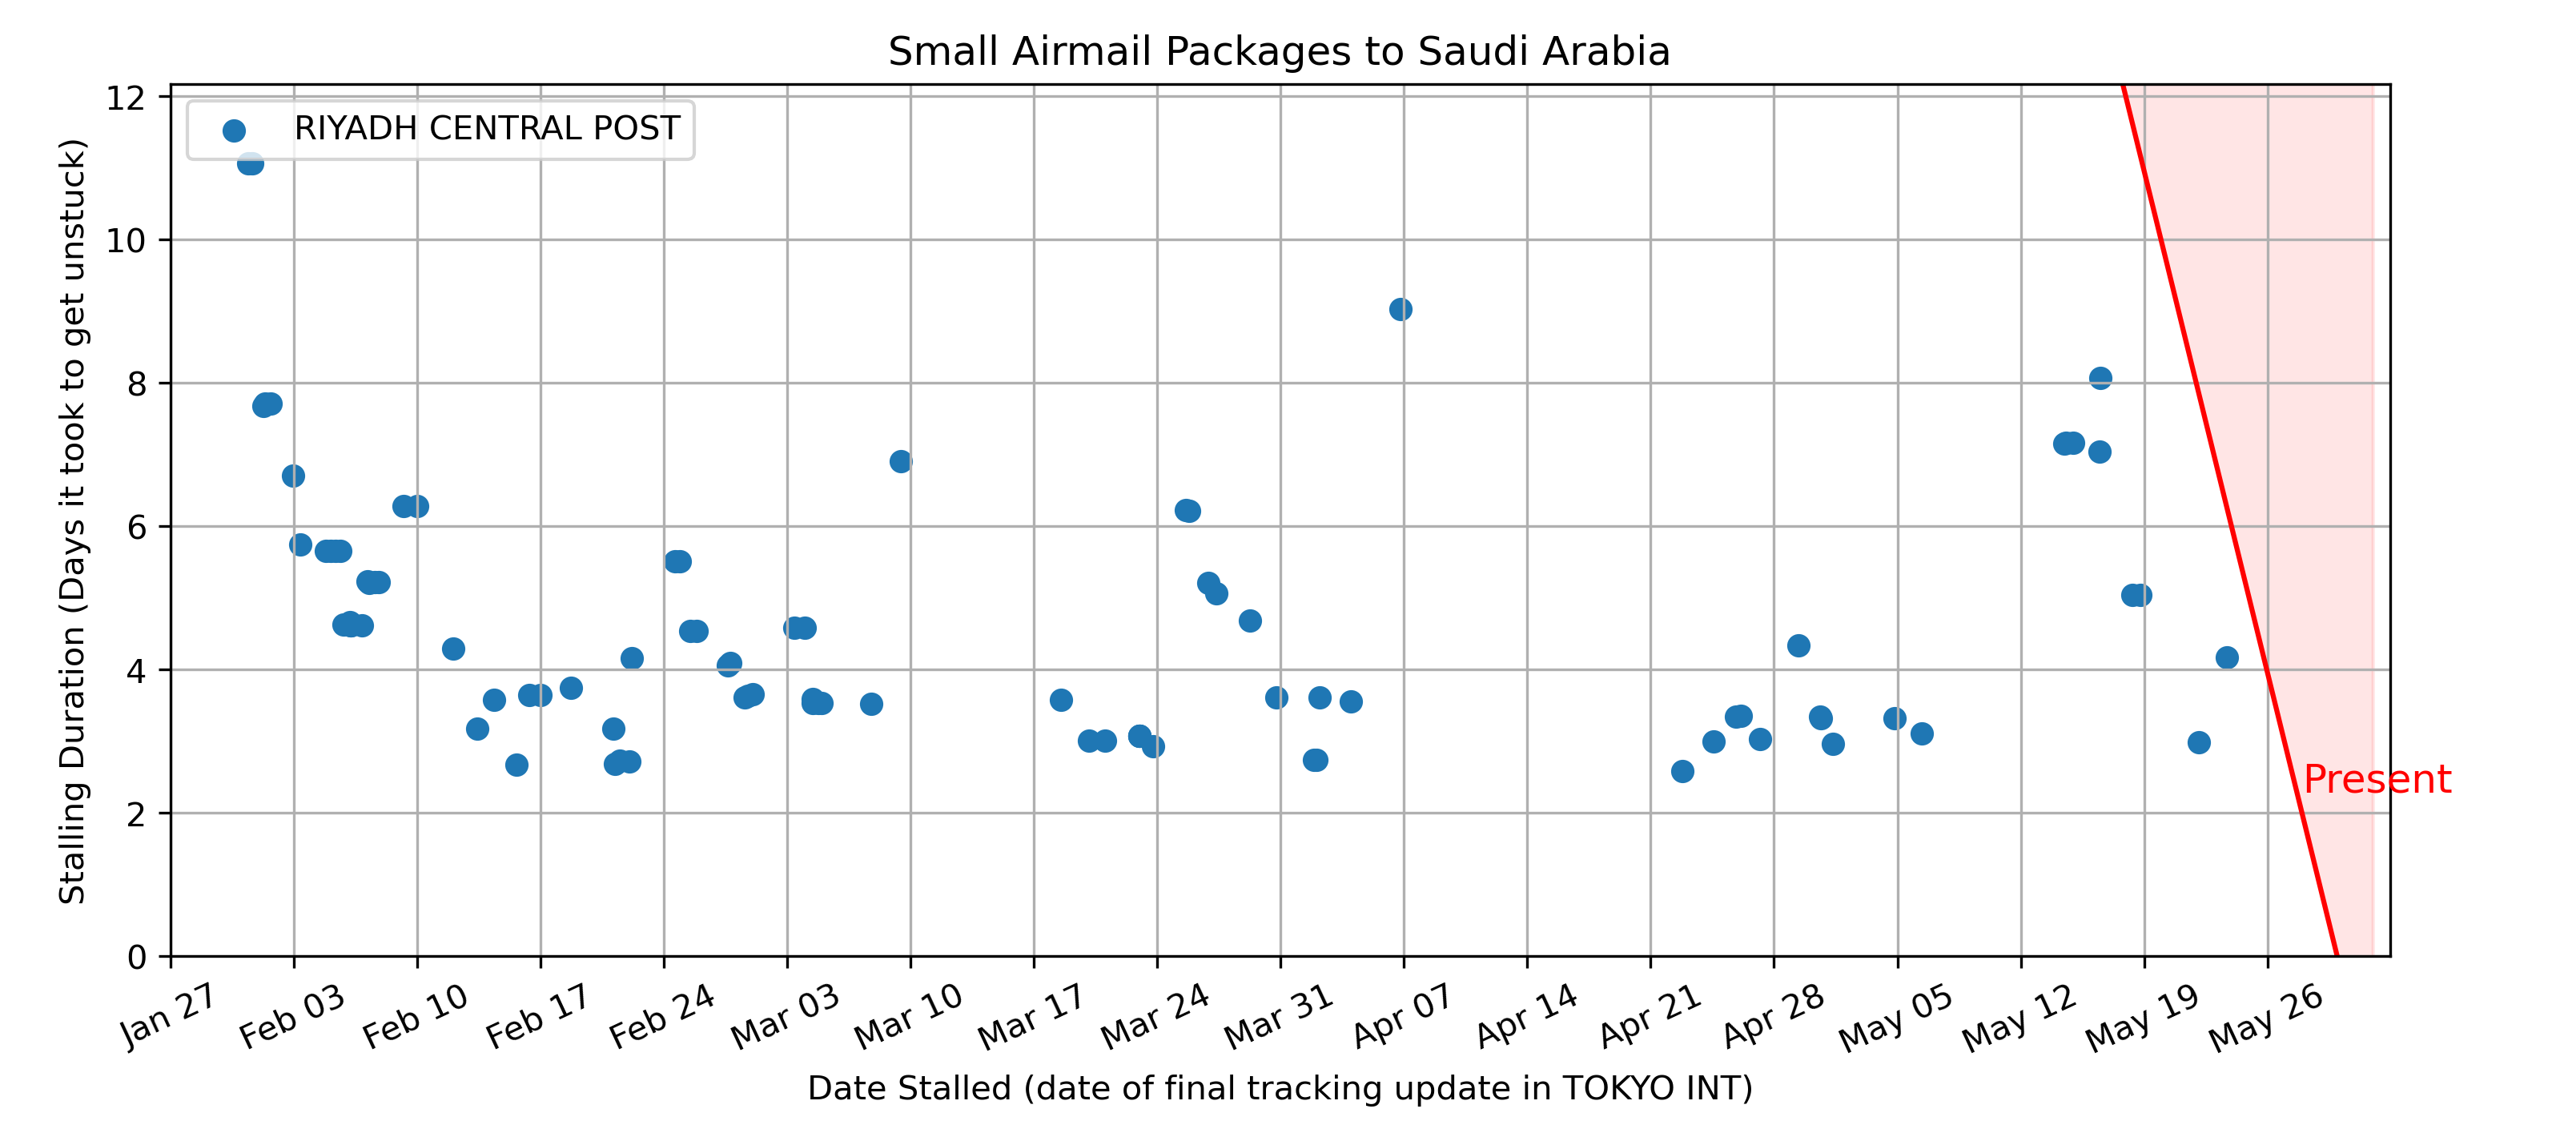 Small Airmail Packages to Saudi Arabia
RIYADH CENTRAL POST
Stalling Duration (Days it took to get unstuck)
12
10
8
6
4
2
0
Present
Jan 27
Feb 03
Feb 10
Feb 17
Feb 24
Mar 03
Mar 10
Mar 17
Mar 24
Mar 31
Apr 07
Apr 14
Apr 21
Apr 28
May 05
May 12
May 19
May 26
Date Stalled (date of final tracking update in TOKYO INT)